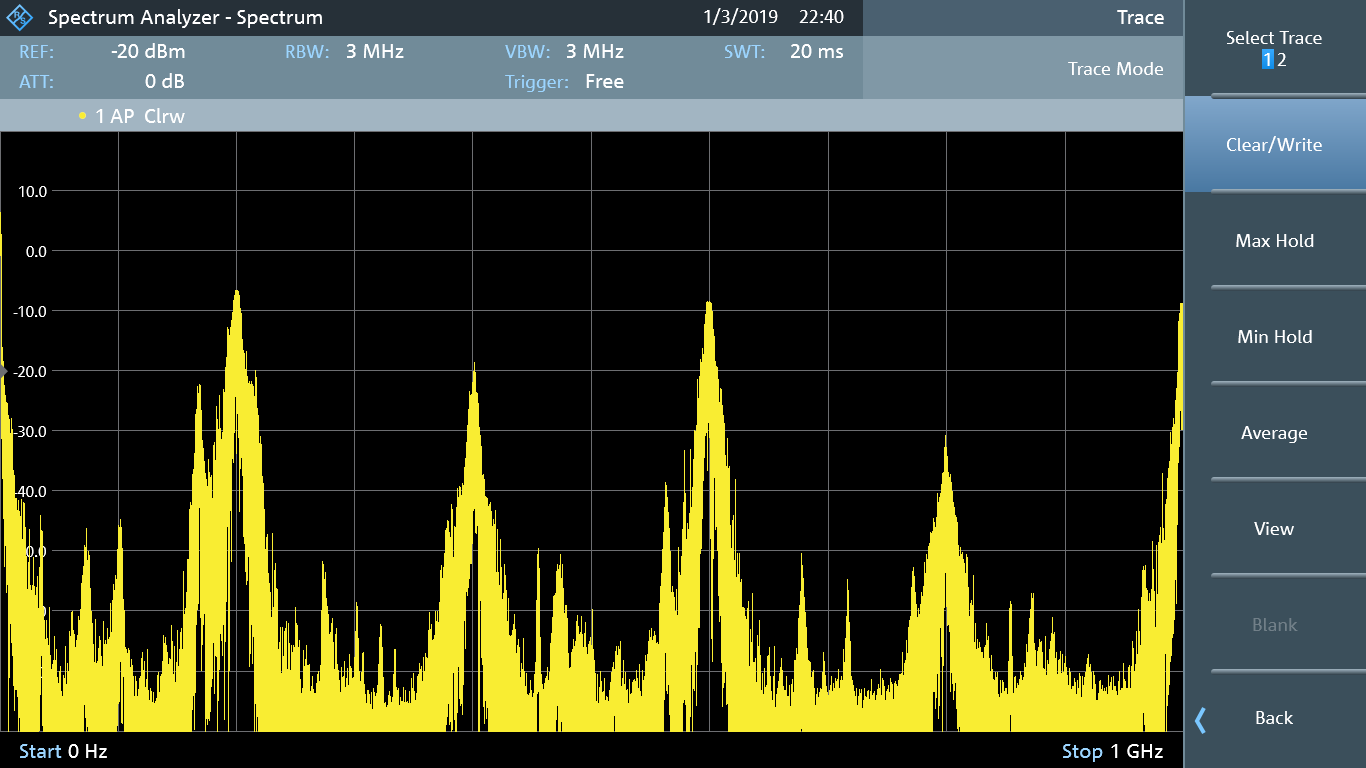 Spectrum Analyzer - Spectrum 1/3/2019 22:40 Trace
REF: -20 dBm RBW: 3 MHz VBW: 3 MHz SWT: 20 ms
ATT: 0 dB Trigger: Free
Trace Mode
1 AP Clrw
10.0
0.0
-10.0
-20.0
-30.0
-40.0
Start 0 Hz Stop 1 GHz
Select Trace
1 2
Clear/Write
Max Hold
Min Hold
Average
View
Blank
Back